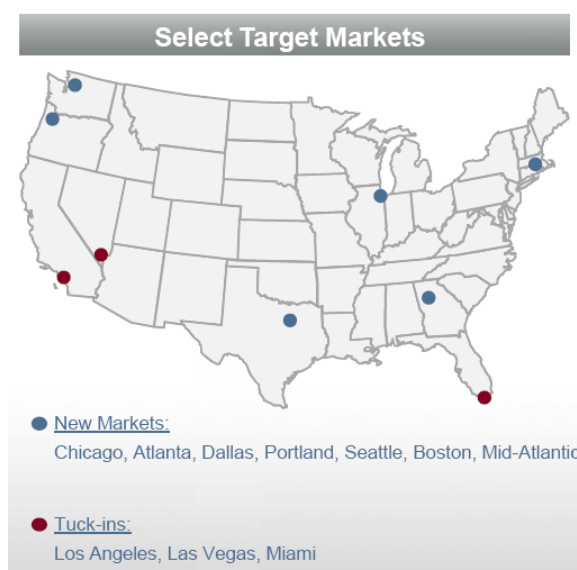 Select Target Markets
New Markets:
Chicago, Atlanta, Dallas, Portland, Seattle, Boston, Mid-Atlantic
Tuck-ins:
Los Angeles, Las Vegas, Miami